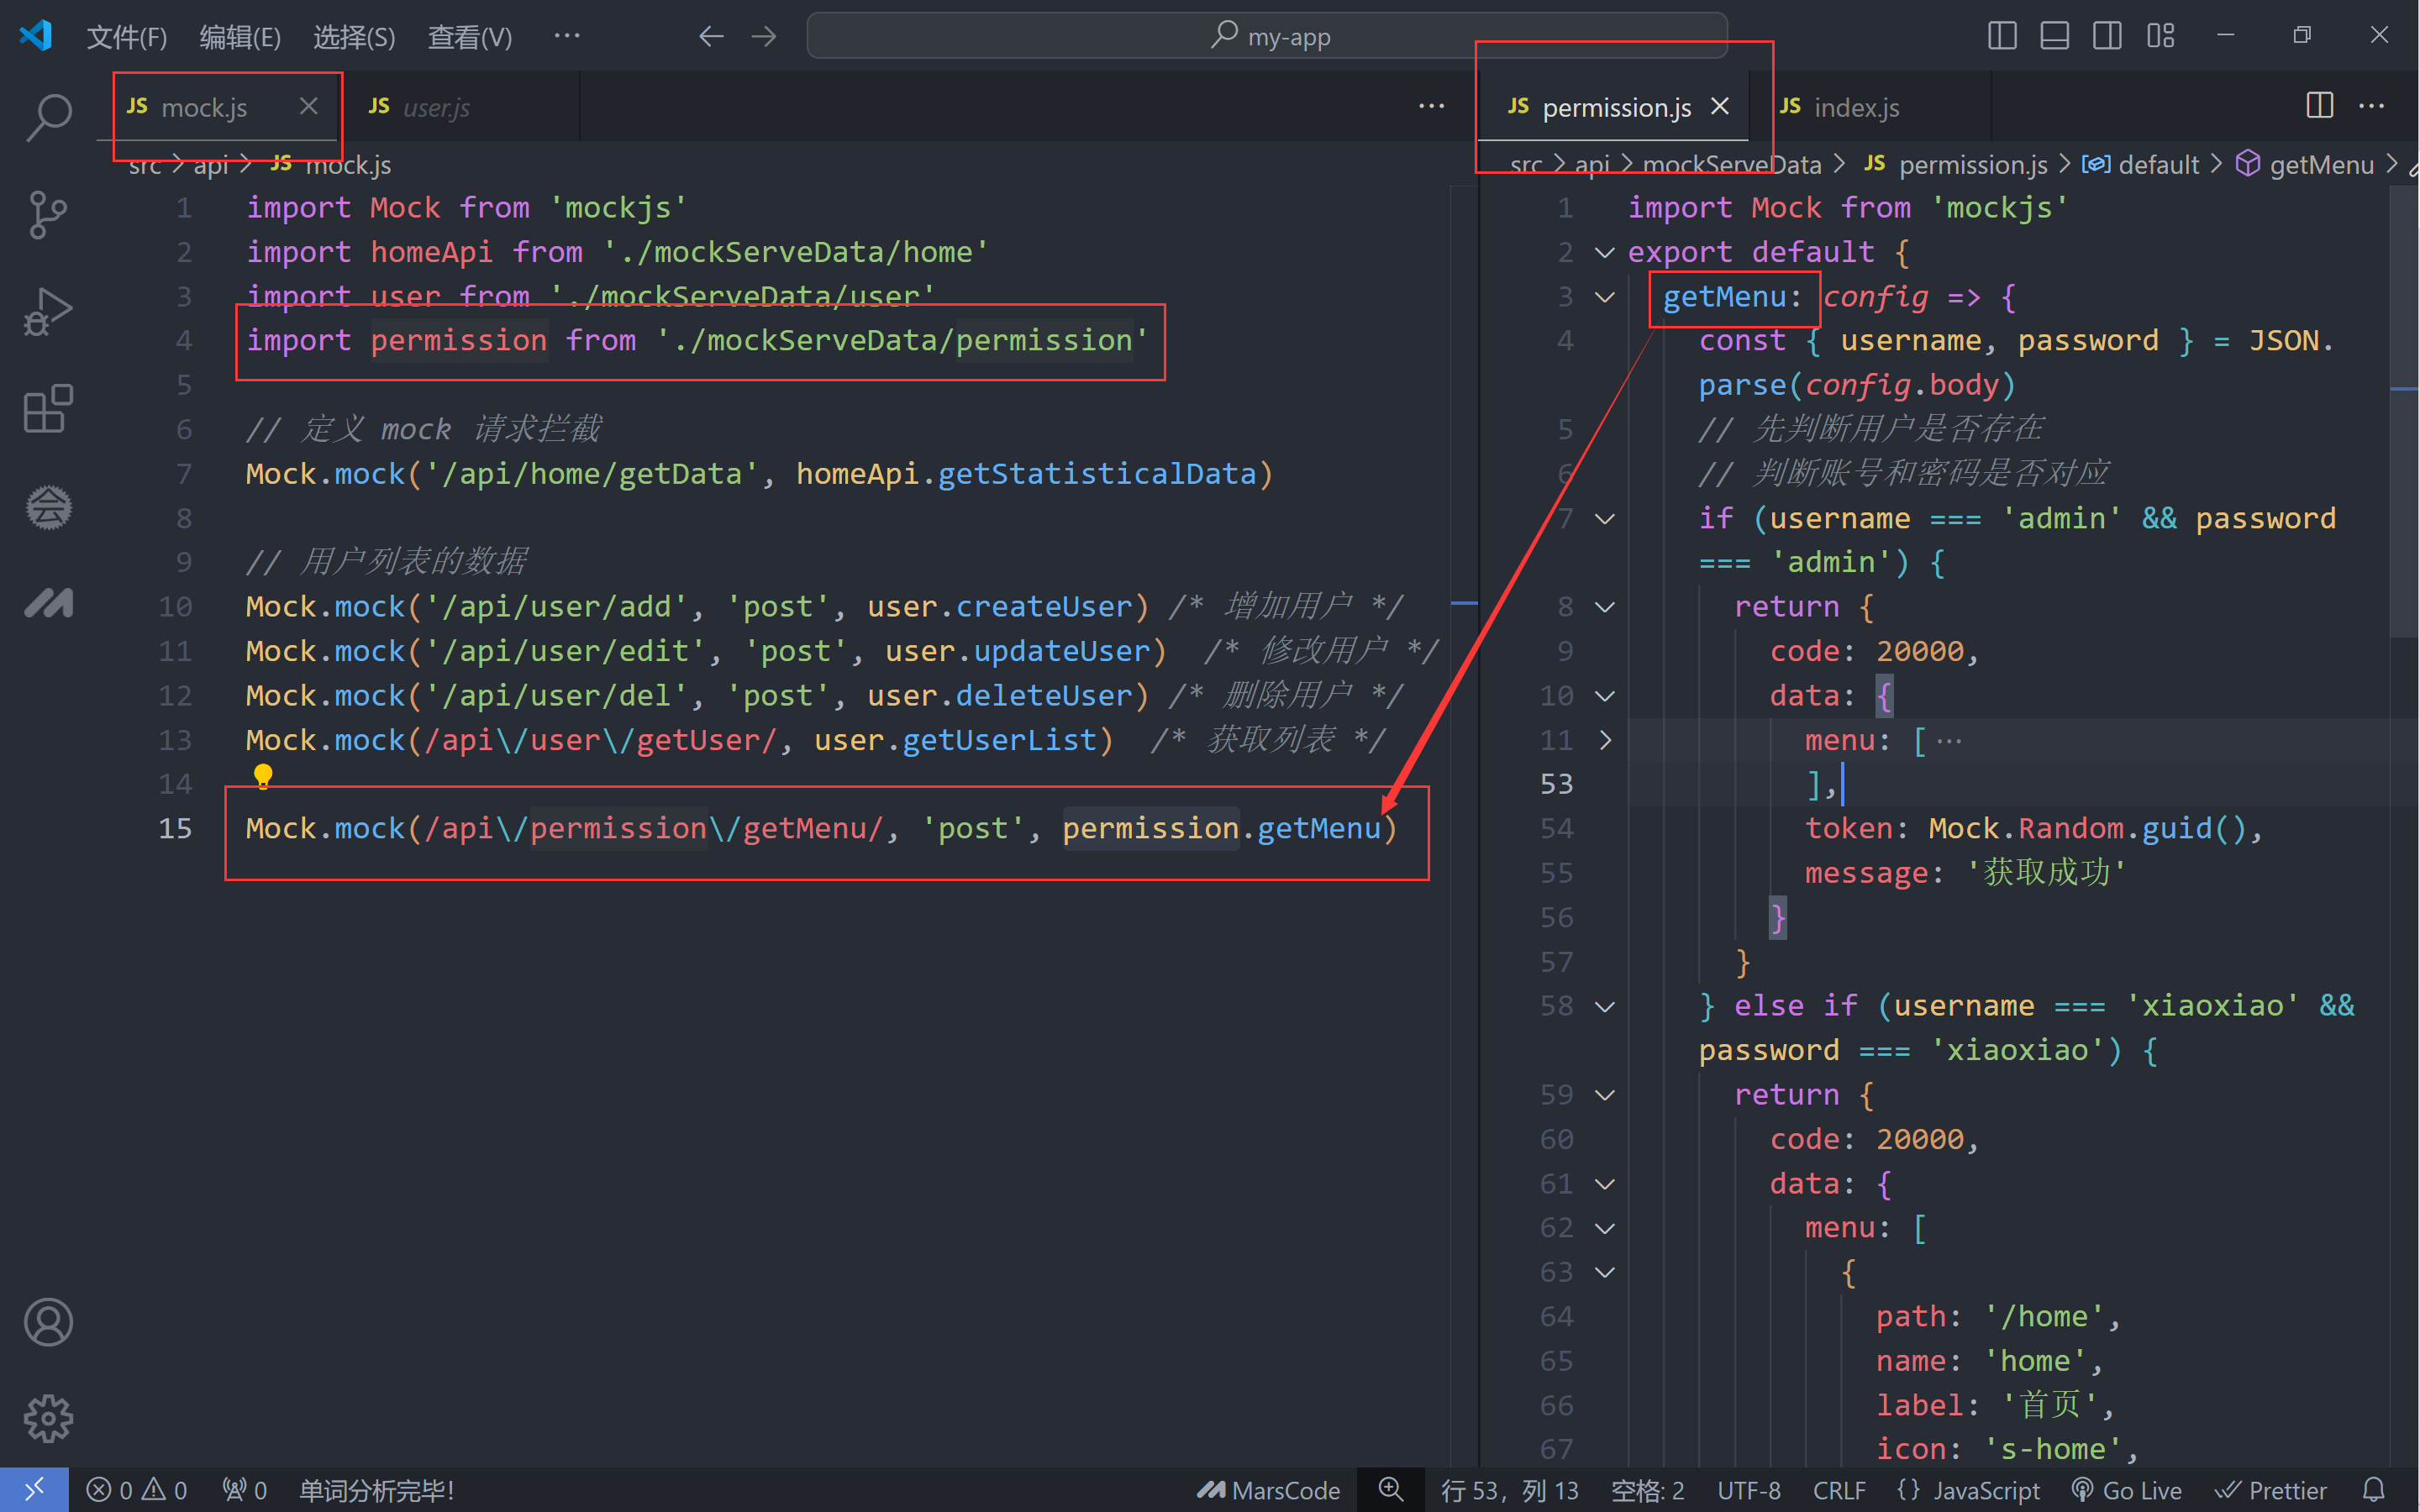 文件(F) 编辑(E) 选择(S) 查看(V) ··· my-app
JS mock.js JS user.js ···
src > api > JS mock.js
1 import Mock from 'mockjs'
2 import homeApi from './mockServeData/home'
3 import user from './mockServeData/user'
4 import permission from './mockServeData/permission'
5
6 // 定义 mock 请求拦截
7 Mock.mock('/api/home/getData', homeApi.getStatisticalData)
8
9 // 用户列表的数据
10 Mock.mock('/api/user/add', 'post', user.createUser) /* 增加用户 */
11 Mock.mock('/api/user/edit', 'post', user.updateUser)  /* 修改用户 */
12 Mock.mock('/api/user/del', 'post', user.deleteUser) /* 删除用户 */
13 Mock.mock(/api\/user\/getUser/, user.getUserList)  /* 获取列表 */
14
15 Mock.mock(/api\/permission\/getMenu/, 'post', permission.getMenu)
JS permission.js JS index.js ···
src > api > mockServeData > JS permission.js > default > getMenu >
1 import Mock from 'mockjs'
2 export default {
3 getMenu: config => {
4 const { username, password } = JSON.
parse(config.body)
5 // 先判断用户是否存在
6 // 判断账号和密码是否对应
7 if (username === 'admin' && password
=== 'admin') {
8 return {
9 code: 20000,
10 data: {
11 menu: [ ···
53 ],
54 token: Mock.Random.guid(),
55 message: '获取成功'
56 }
57 }
58 } else if (username === 'xiaoxiao' &&
password === 'xiaoxiao') {
59 return {
60 code: 20000,
61 data: {
62 menu: [
63 {
64 path: '/home',
65 name: 'home',
66 label: '首页',
67 icon: 's-home',
0 0 0 单词分析完毕! MarsCode 行 53，列 13 空格: 2 UTF-8 CRLF {} JavaScript Go Live Prettier